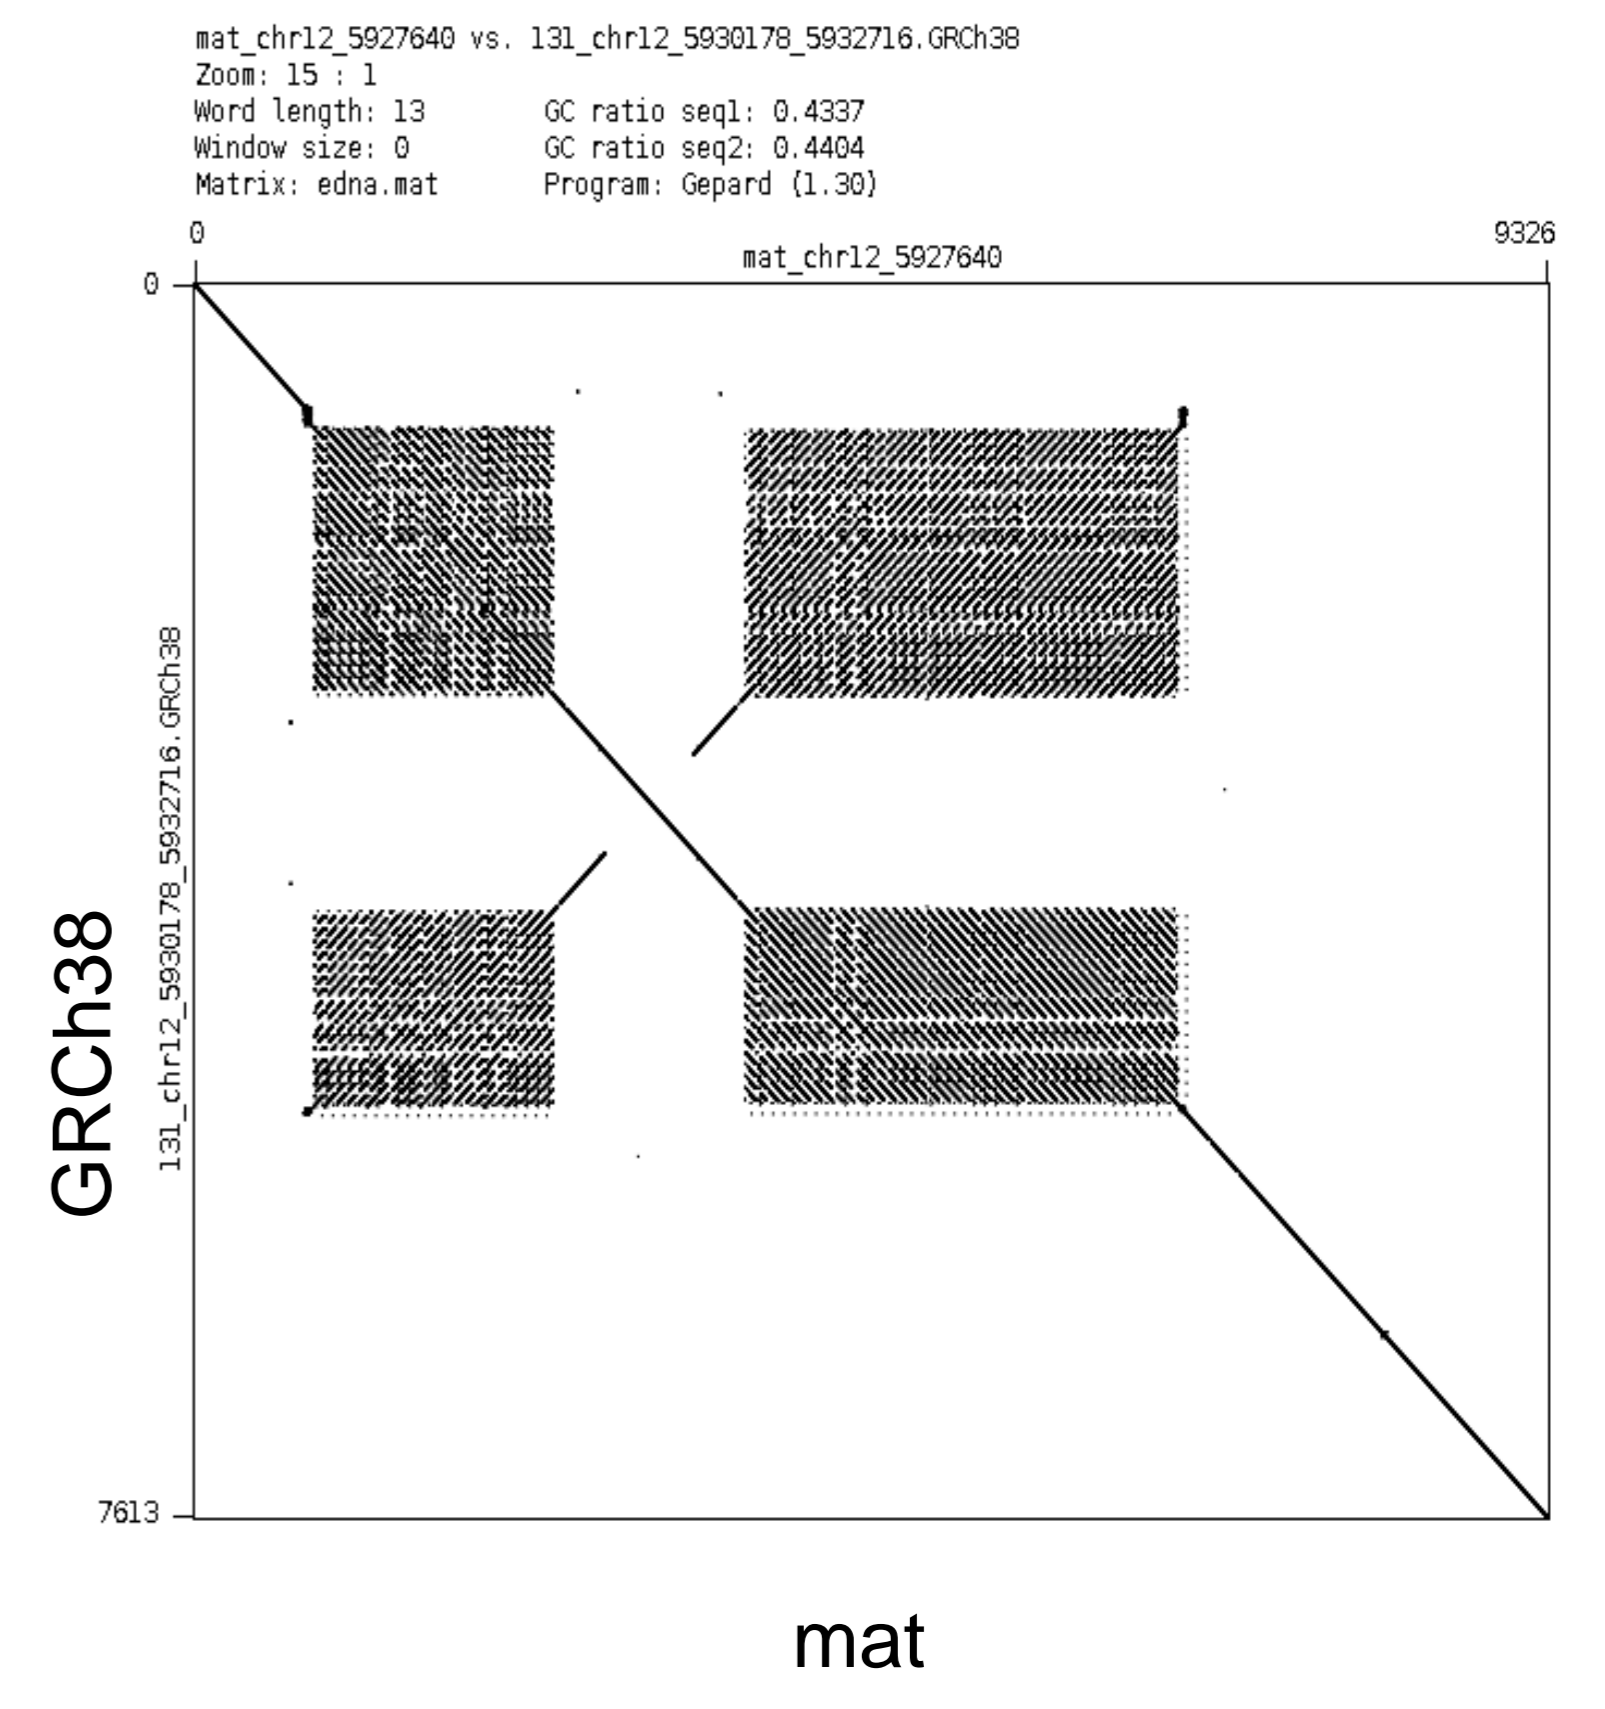 mat_chr12_5927640 vs. 131_chr12_5930178_5932716.GRCh38
Zoom: 15 : 1
Word length: 13 GC ratio seq1: 0.4337
Window size: 0 GC ratio seq2: 0.4404
Matrix: edna.mat Program: Gepard (1.30)
0 9326
mat_chr12_5927640
0
131_chr12_5930178_5932716.GRCh38
GRCh38
7613
mat